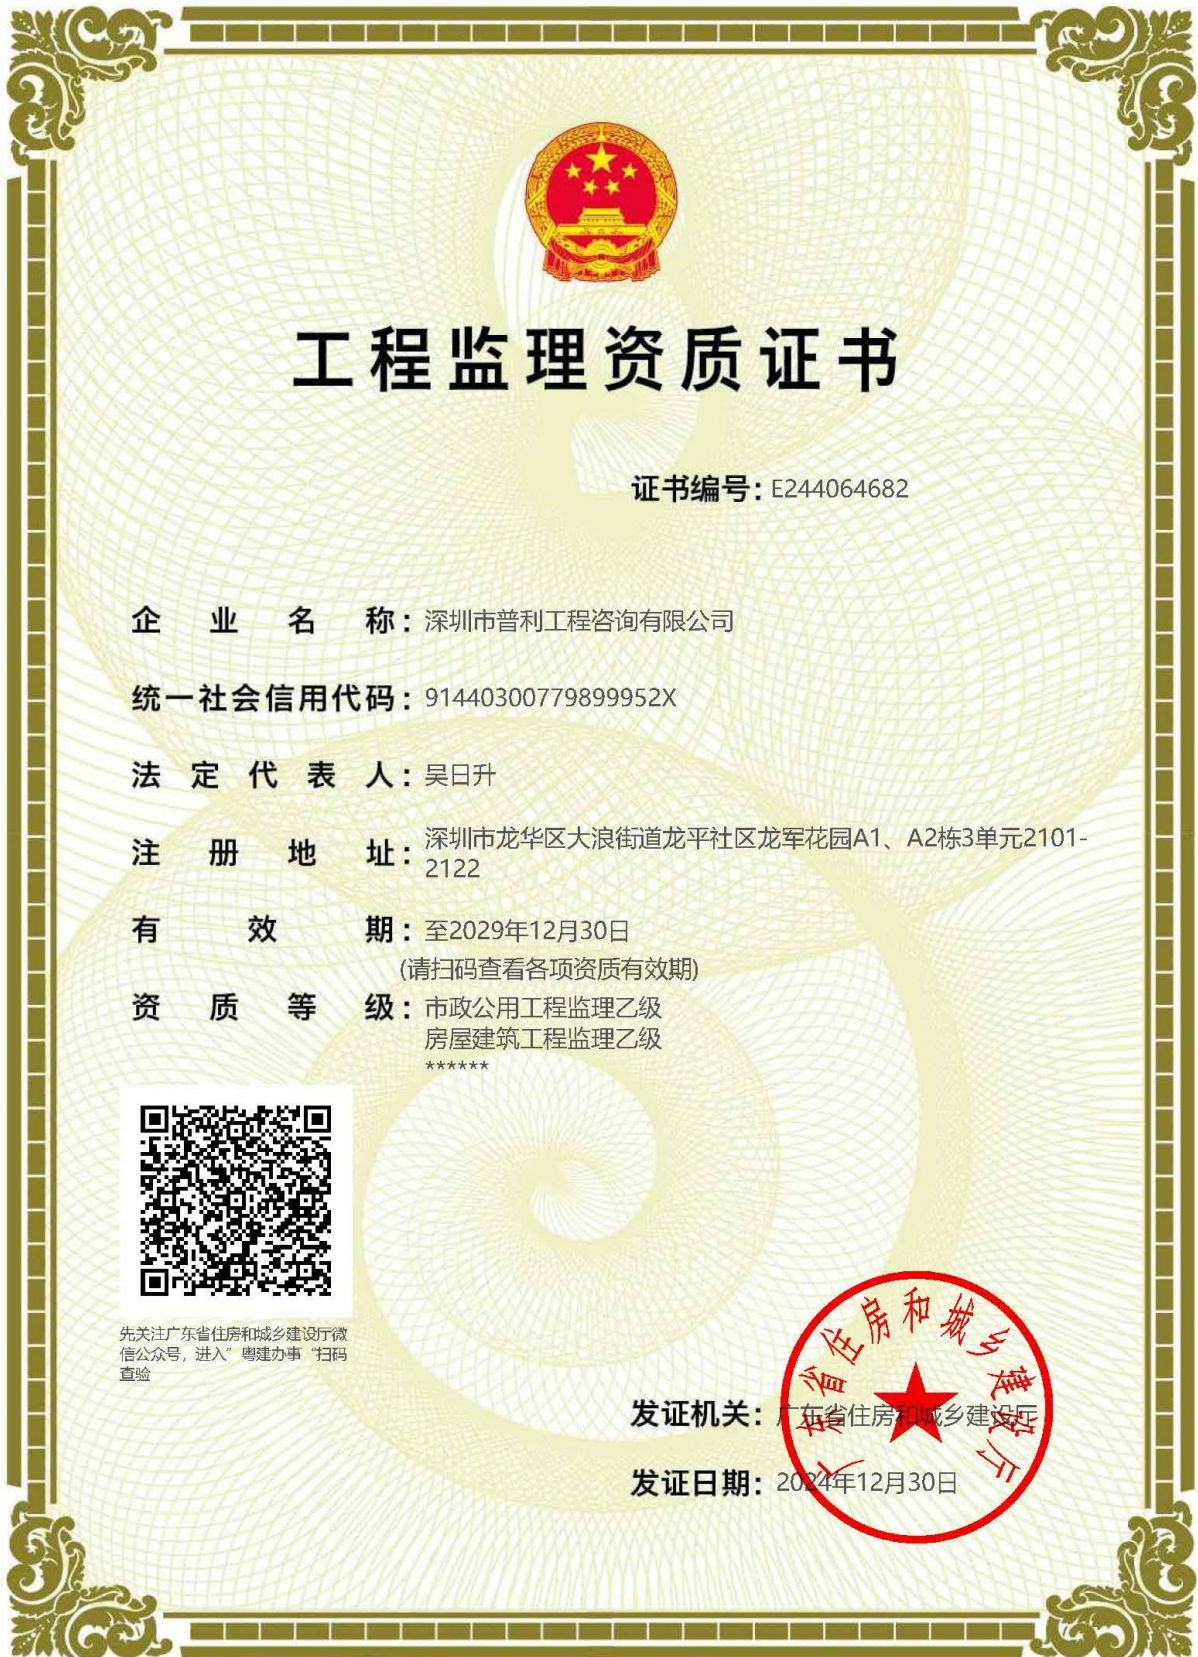 工程监理资质证书
证书编号：E244064682
企业名称：深圳市普利工程咨询有限公司
统一社会信用代码：91440300779899952X
法定代表人：吴日升
注册地址：深圳市龙华区大浪街道龙平社区龙军花园A1、A2栋3单元2101-
2122
有效期：至2029年12月30日
(请扫码查看各项资质有效期)
资质等级：市政公用工程监理乙级
房屋建筑工程监理乙级
******
先关注广东省住房和城乡建设厅微
信公众号，进入”粤建办事“扫码
查验
发证机关：广东省住房和城乡建设厅
发证日期：2024年12月30日
广东省住房和城乡建设厅